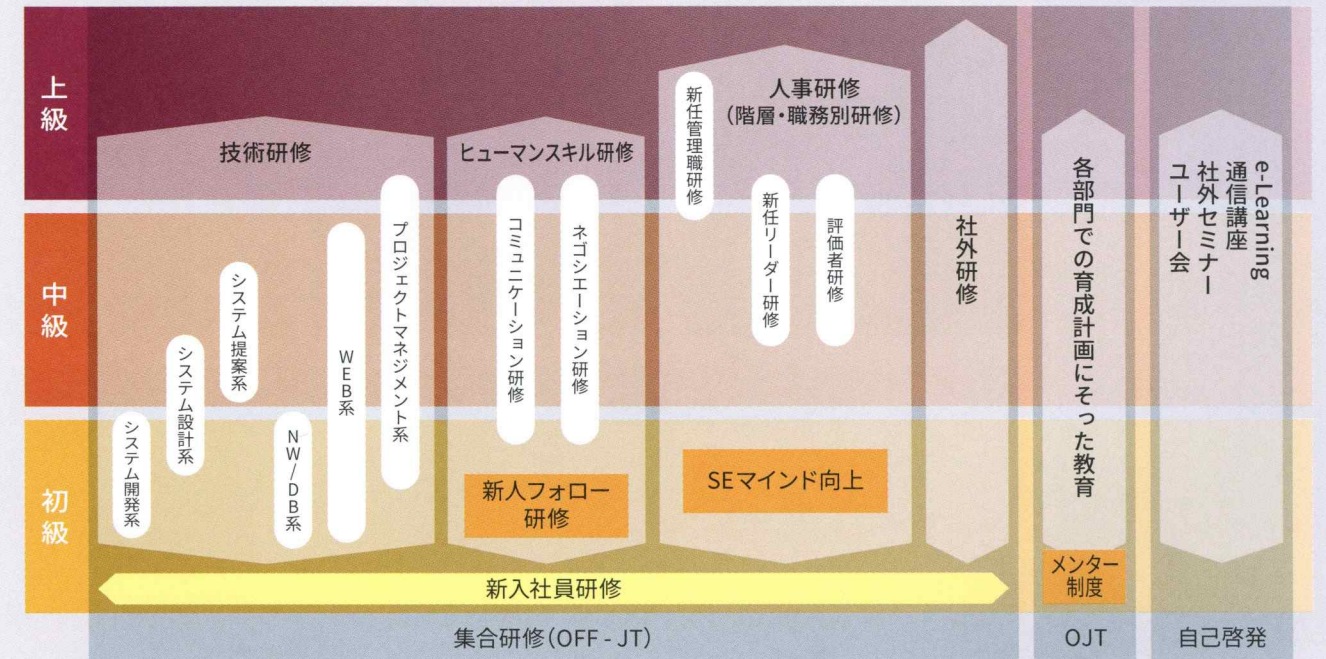 上級
中級
初級
技術研修
システム開発系
システム設計系
システム提案系
NW/DB系
WEB系
プロジェクトマネジメント系
ヒューマンスキル研修
コミュニケーション研修
ネゴシエーション研修
新人フォロー
研修
人事研修
(階層・職務別研修)
新任管理職研修
新任リーダー研修
評価者研修
SEマインド向上
社外研修
新入社員研修
集合研修(OFF - JT)
各部門での育成計画にそった教育
メンター
制度
OJT
e-Learning
通信講座
社外セミナー
ユーザー会
自己啓発